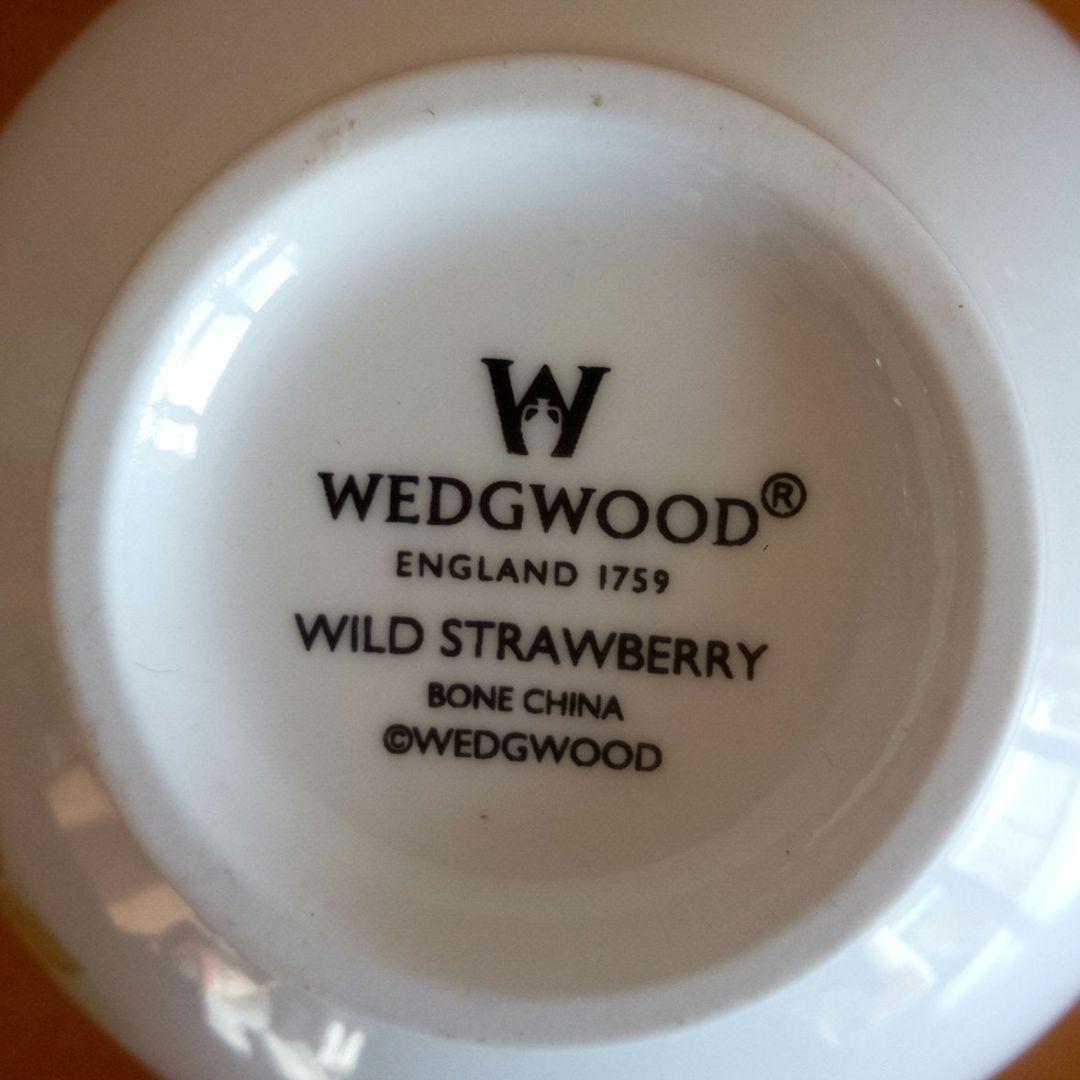 W
WEDGWOOD®
ENGLAND 1759
WILD STRAWBERRY
BONE CHINA
©WEDGWOOD